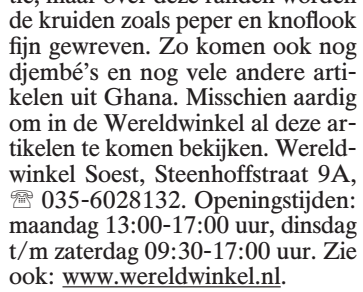 tie, maar over deze randen worden
de kruiden zoals peper en knoflook
fijn gewreven. Zo komen ook nog
djembé's en nog vele andere arti-
kelen uit Ghana. Misschien aardig
om in de Wereldwinkel al deze ar-
tikelen te komen bekijken. Wereld-
winkel Soest, Steenhoffstraat 9A,
☏ 035-6028132. Openingstijden:
maandag 13:00-17:00 uur, dinsdag
t/m zaterdag 09:30-17:00 uur. Zie
ook: www.wereldwinkel.nl.